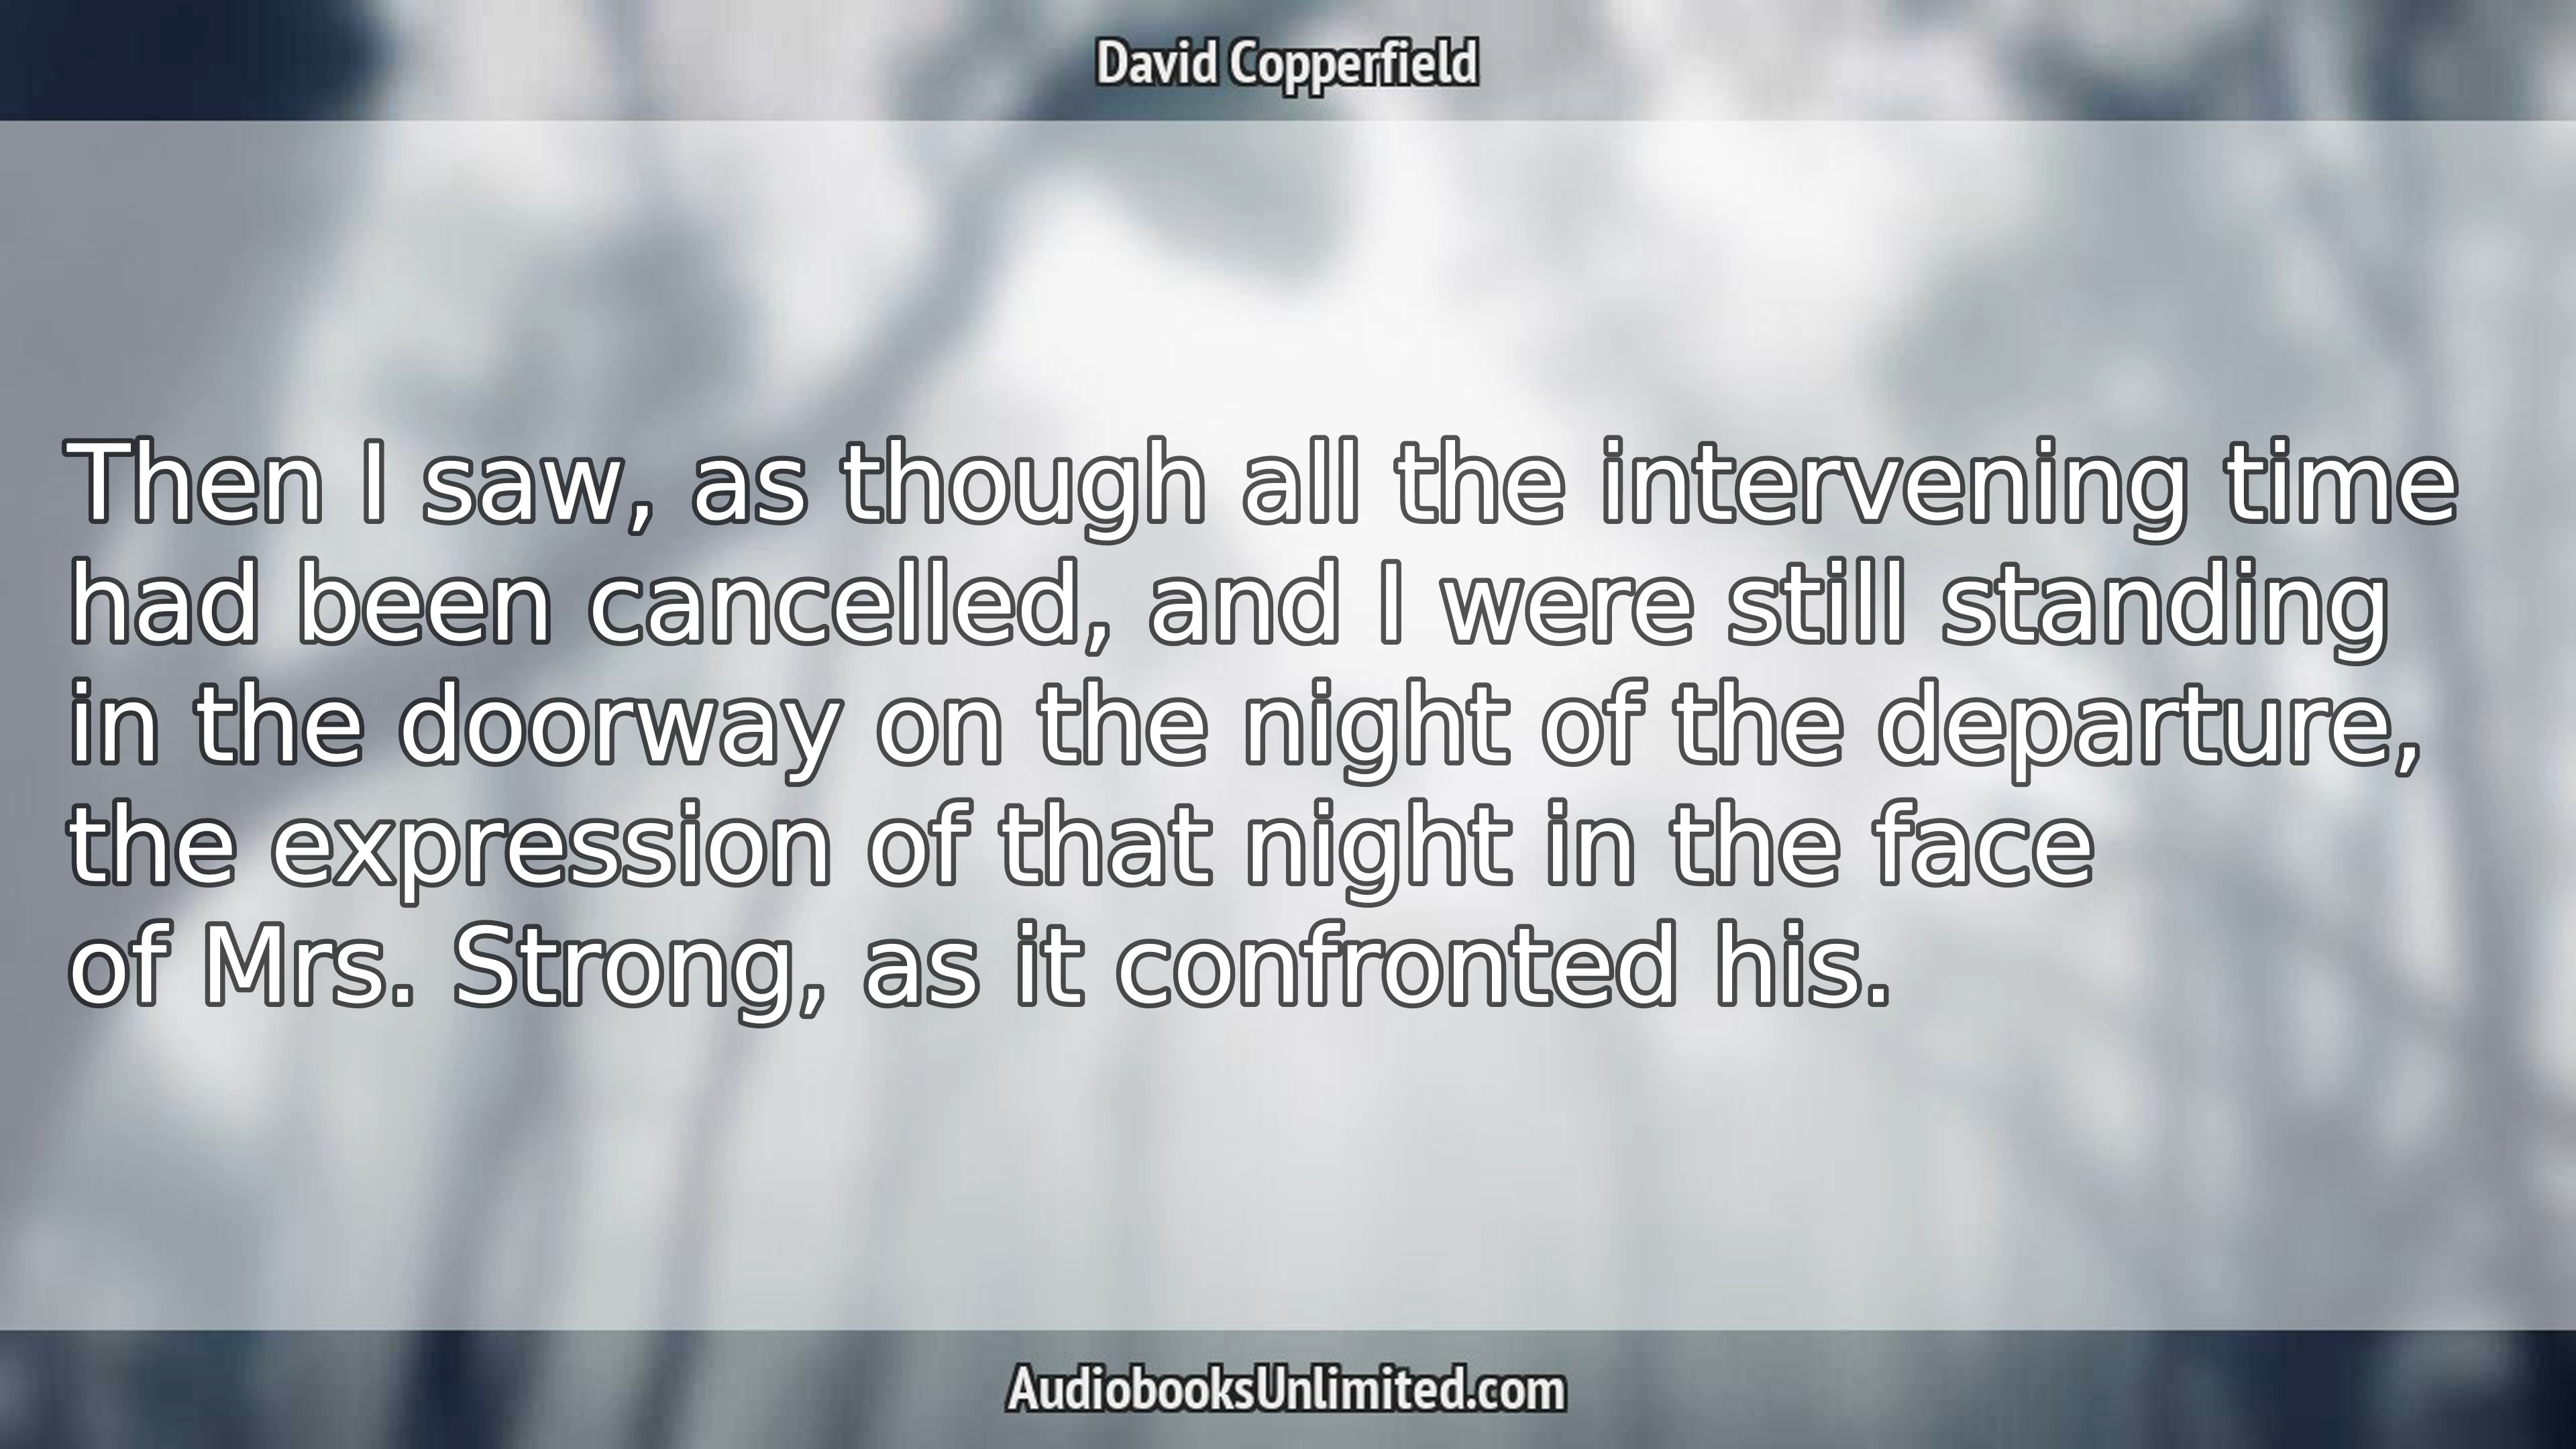 David Copperfield
Then I saw, as though all the intervening time
had been cancelled, and I were still standing
in the doorway on the night of the departure,
the expression of that night in the face
of Mrs. Strong, as it confronted his.
AudiobooksUnlimited.com